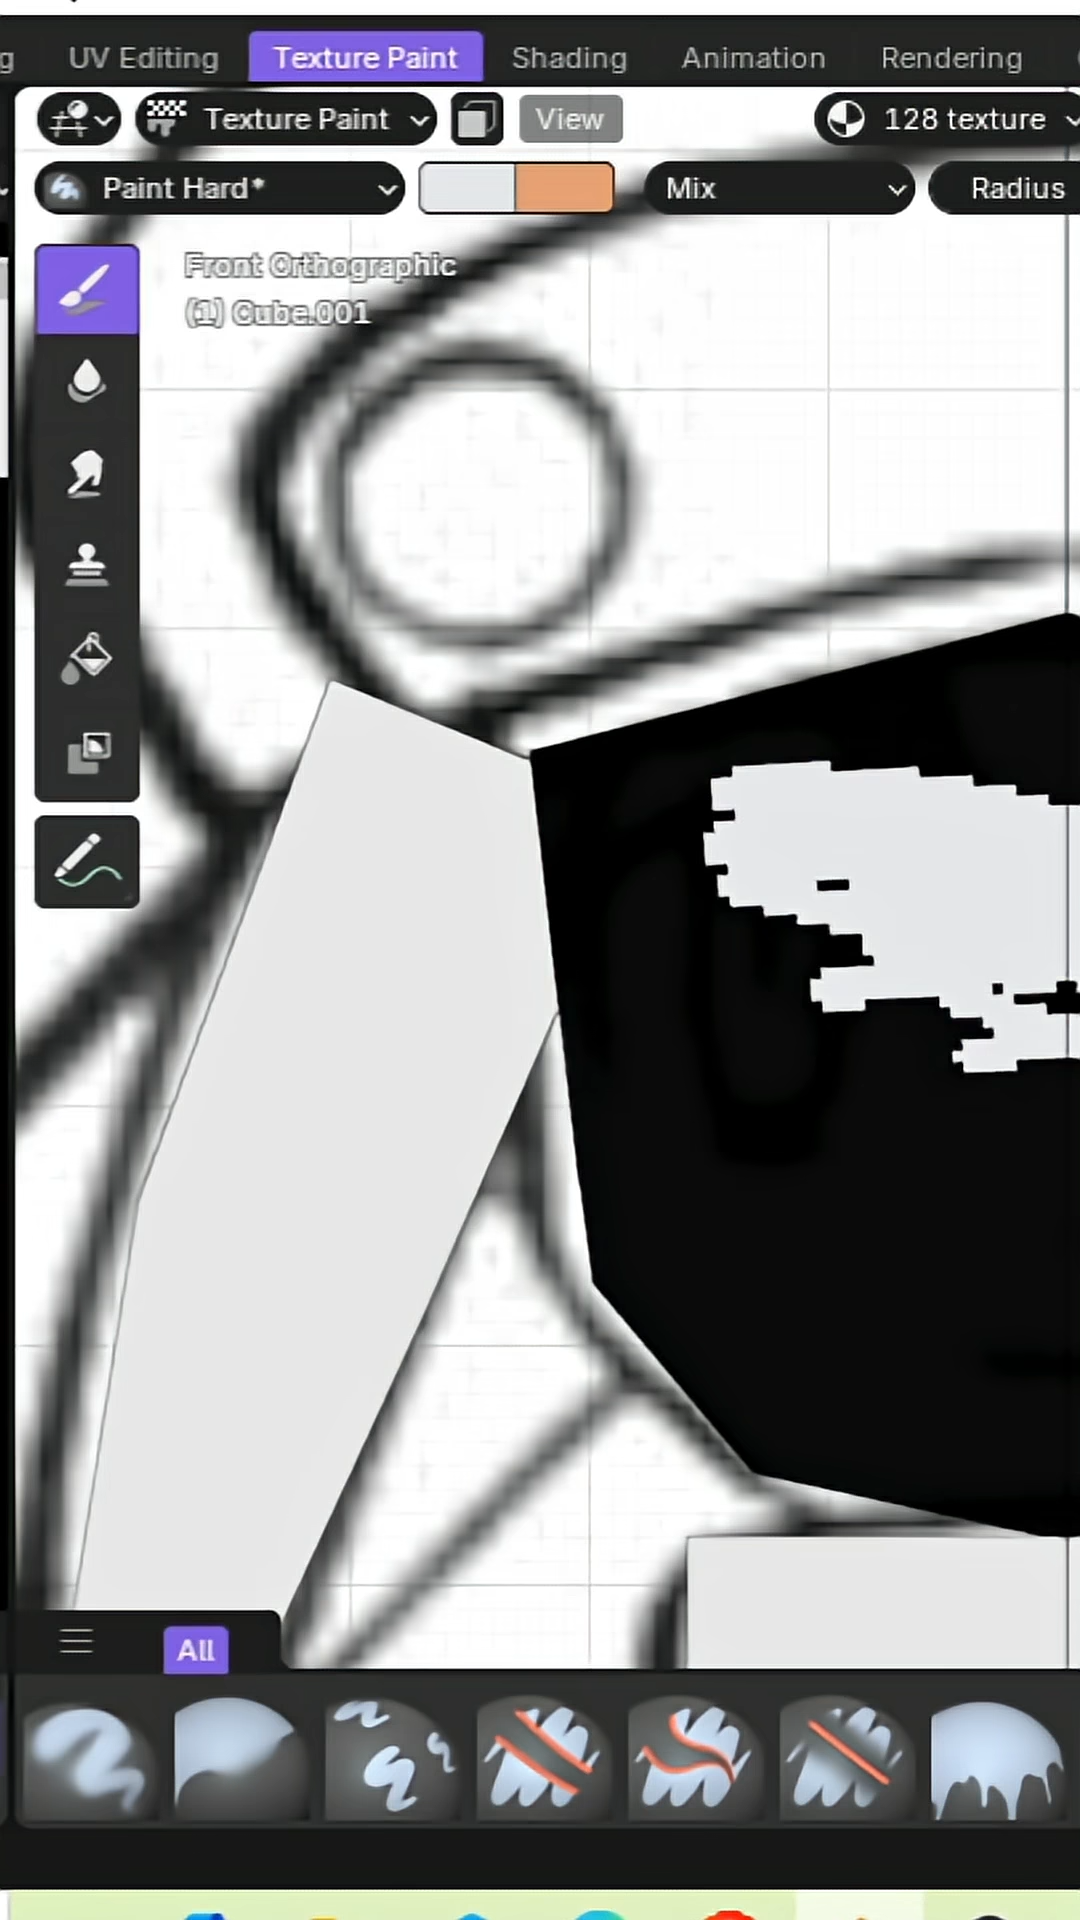 g UV Editing Texture Paint Shading Animation Rendering
Texture Paint View 128 texture
Paint Hard* Mix Radius
Front Orthographic
(1) Cube.001
All